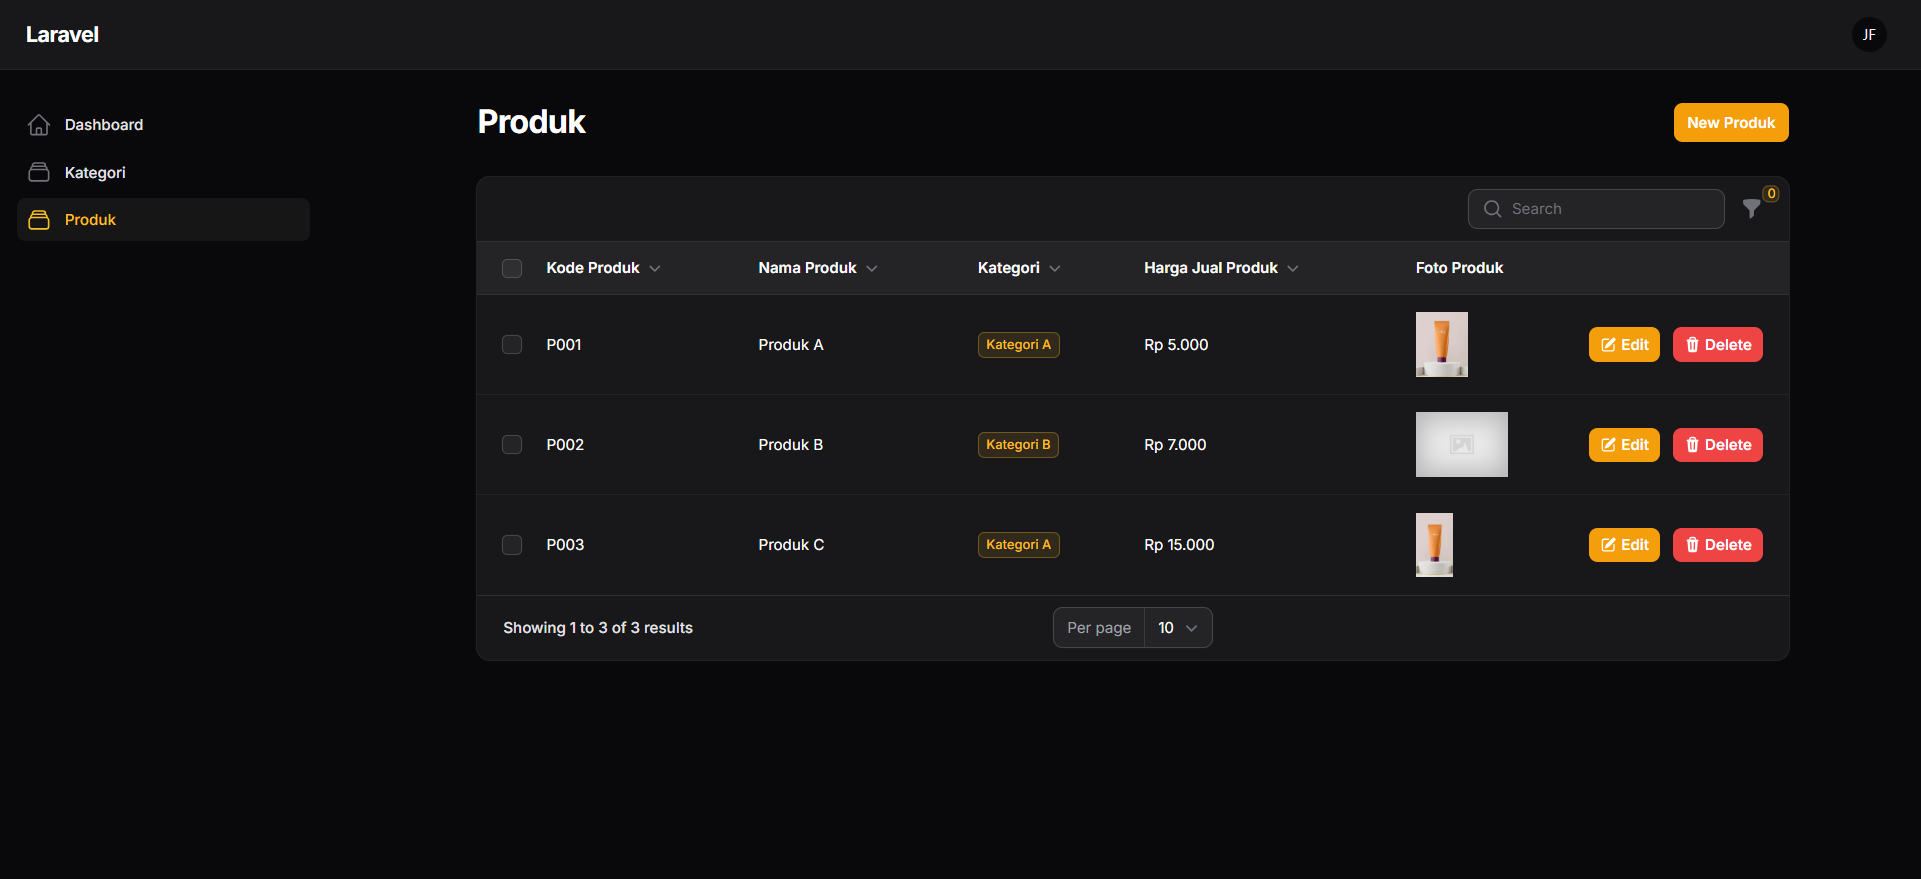 Laravel
JF
Dashboard
Kategori
Produk
Produk
New Produk
Search
0
Kode Produk Nama Produk Kategori Harga Jual Produk Foto Produk
P001 Produk A Kategori A Rp 5.000 Edit Delete
P002 Produk B Kategori B Rp 7.000 Edit Delete
P003 Produk C Kategori A Rp 15.000 Edit Delete
Showing 1 to 3 of 3 results Per page 10